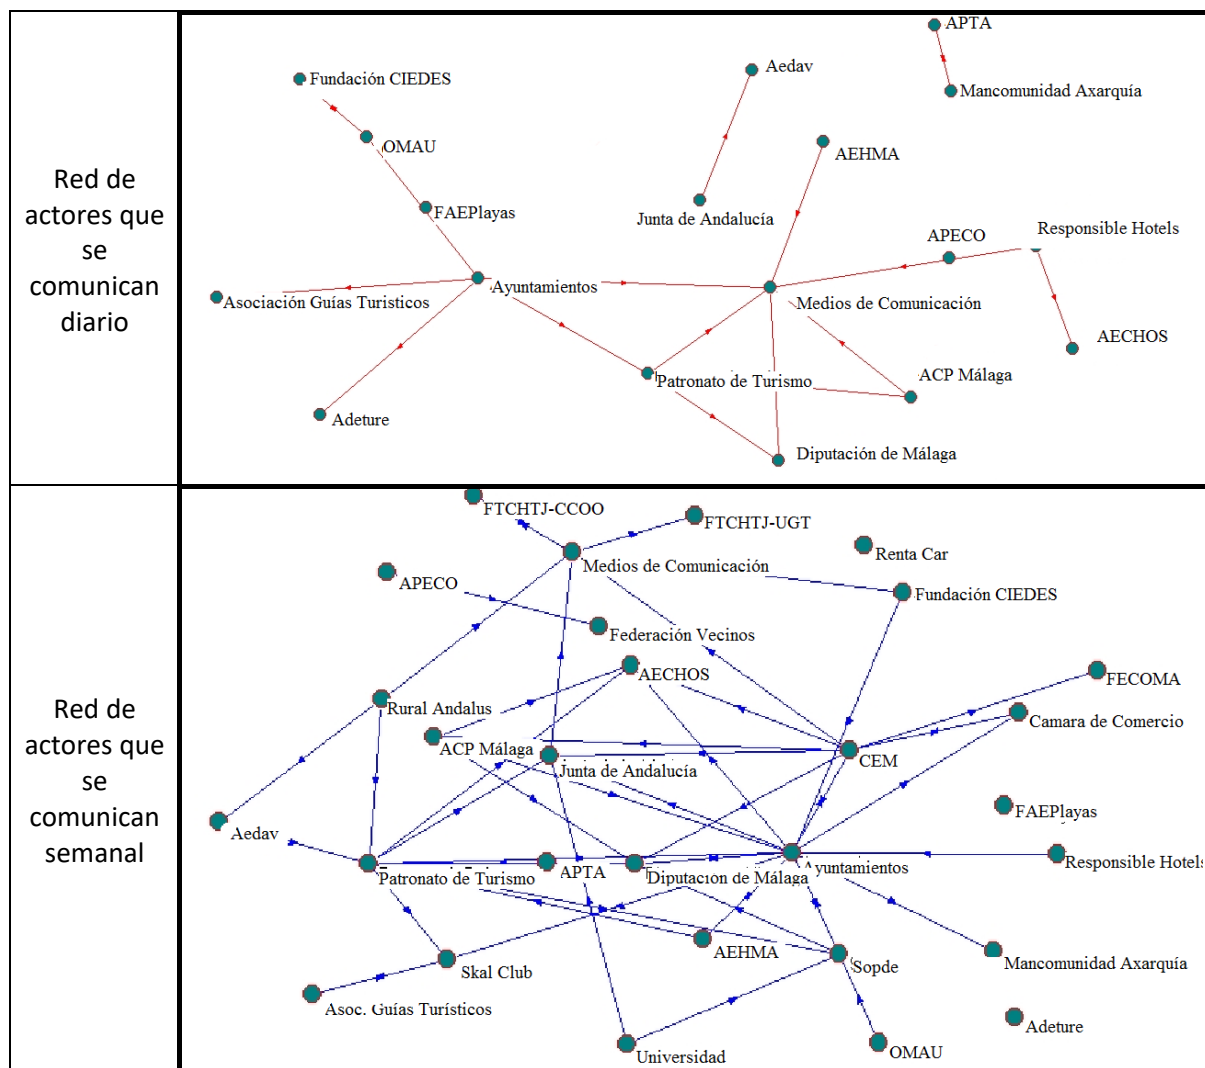 Red de
actores que
se
comunican
diario
APTA
Aedav
Fundación CIEDES
Mancomunidad Axarquía
OMAU
AEHMA
FAEPlayas
Junta de Andalucía
APECO
Responsible Hotels
Ayuntamientos
Asociación Guías Turisticos
Medios de Comunicación
AECHOS
Patronato de Turismo
ACP Málaga
Adeture
Diputación de Málaga
Red de
actores que
se
comunican
semanal
FTCHTJ-CCOO
FTCHTJ-UGT
Renta Car
Medios de Comunicación
APECO
Fundación CIEDES
Federación Vecinos
AECHOS
FECOMA
Rural Andalus
Camara de Comercio
ACP Málaga
CEM
Junta de Andalucía
FAEPlayas
Aedav
Responsible Hotels
Patronato de Turismo
APTA
Diputación de Málaga
Ayuntamientos
AEHMA
Mancomunidad Axarquía
Skal Club
Sopde
Asoc. Guías Turísticos
Adeture
Universidad
OMAU